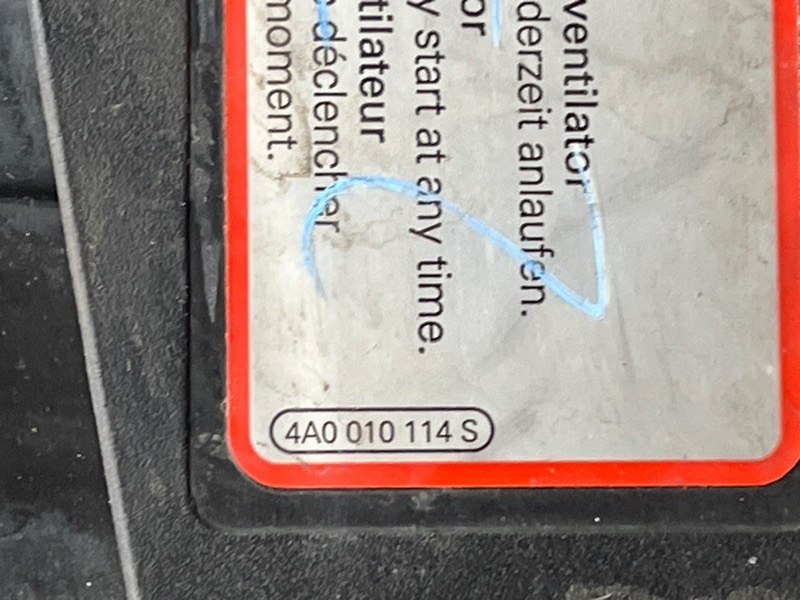 ventilator
derzeit anlaufen.
or
y start at any time.
tilateur
déclencher
moment.
4A0 010 114 S